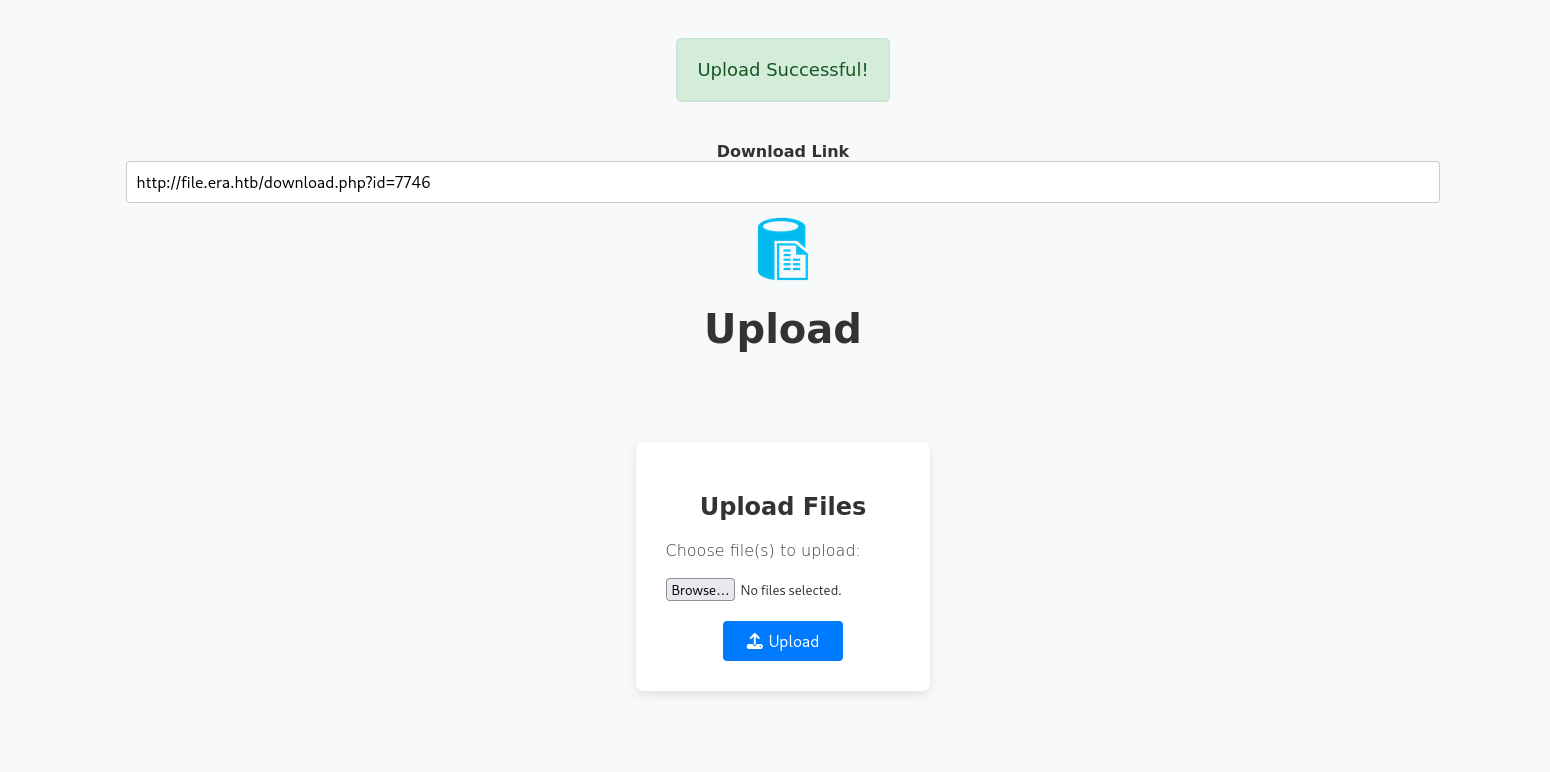 Upload Successful!
Download Link
http://file.era.htb/download.php?id=7746
Upload
Upload Files
Choose file(s) to upload:
Browse... No files selected.
Upload